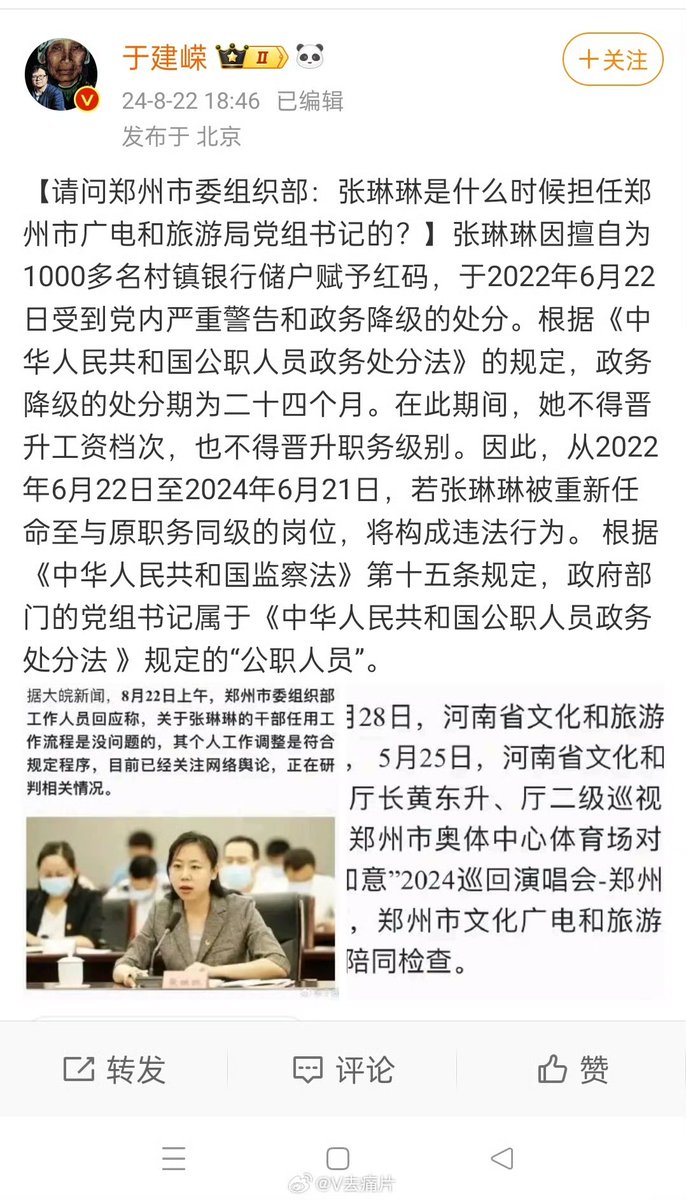 于建嵘
II
V
十关注
24-8-22 18:46 已编辑
发布于 北京
【请问郑州市委组织部：张琳琳是什么时候担任郑
州市广电和旅游局党组书记的？】张琳琳因擅自为
1000多名村镇银行储户赋予红码，于2022年6月22
日受到党内严重警告和政务降级的处分。根据《中
华人民共和国公职人员政务处分法》的规定，政务
降级的处分期为二十四个月。在此期间，她不得晋
升工资档次，也不得晋升职务级别。因此，从2022
年6月22日至2024年6月21日，若张琳琳被重新任
命至与原职务同级的岗位，将构成违法行为。 根据
《中华人民共和国监察法》第十五条规定，政府部
门的党组书记属于《中华人民共和国公职人员政务
处分法 》规定的“公职人员”。
据大皖新闻，8月22日上午，郑州市委组织部
工作人员回应称，关于张琳琳的干部任用工
作流程是没问题的，其个人工作调整是符合
规定程序，目前已经关注网络舆论，正在研
判相关情况。
月28日，河南省文化和旅游
，5月25日，河南省文化和
厅长黄东升、厅二级巡视
郑州市奥体中心体育场对
如意”2024巡回演唱会-郑州
，郑州市文化广电和旅游
陪同检查。
转发
评论
赞
@V去痛片